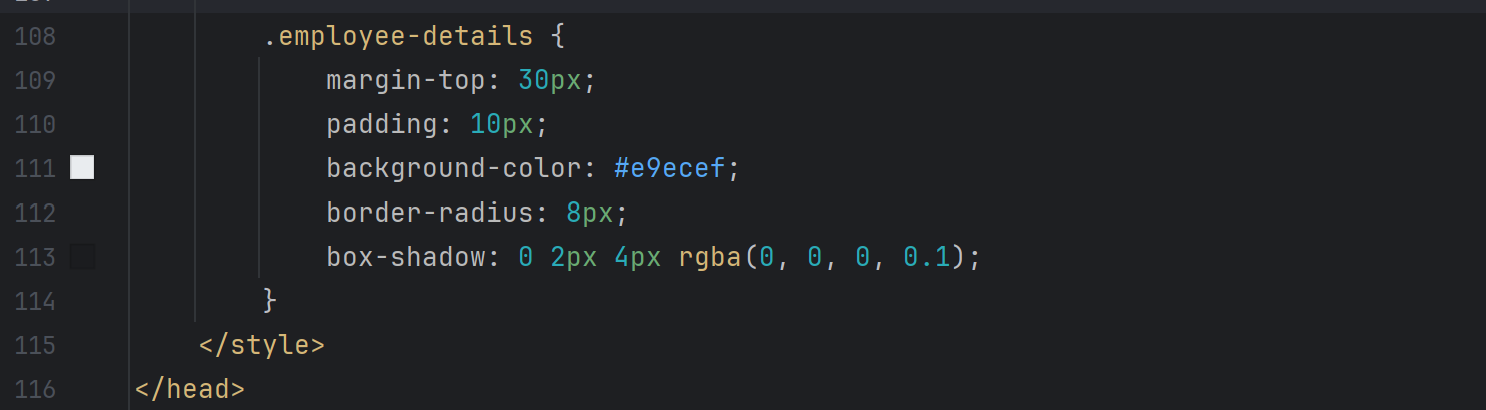 108 .employee-details {
109 margin-top: 30px;
110 padding: 10px;
111 background-color: #e9ecef;
112 border-radius: 8px;
113 box-shadow: 0 2px 4px rgba(0, 0, 0, 0.1);
114 }
115 </style>
116 </head>